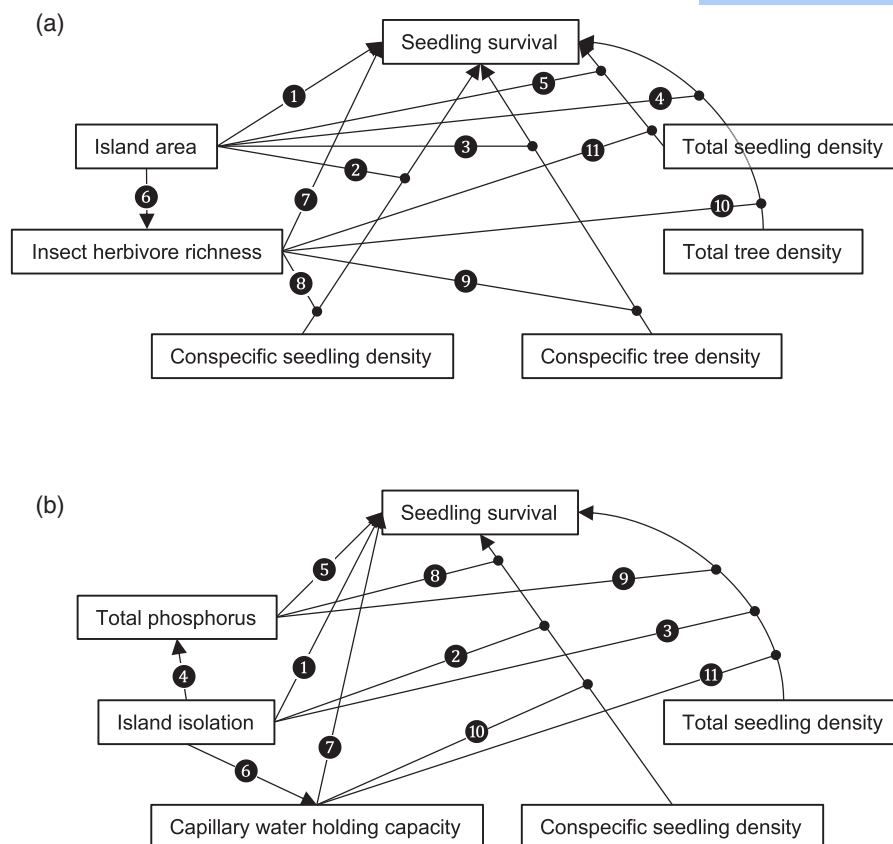 (a)
Seedling survival
1
5
4
Island area
3
11
Total seedling density
2
6
7
10
Insect herbivore richness
Total tree density
8
9
Conspecific seedling density
Conspecific tree density
(b)
Seedling survival
5
8
9
Total phosphorus
3
1
2
4
11
Island isolation
Total seedling density
10
7
6
Capillary water holding capacity
Conspecific seedling density